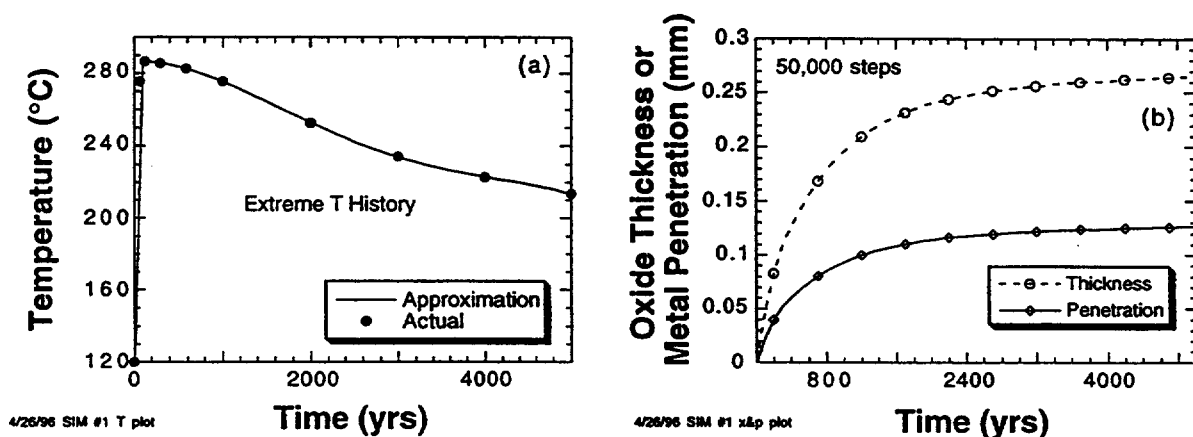 Temperature (°C)
280
240
200
160
120
(a)
Extreme T History
Approximation
Actual
0
2000
4000
Time (yrs)
4/26/96 SIM #1 T plot
Oxide Thickness or
Metal Penetration (mm)
0.3
0.25
0.2
0.15
0.1
0.05
0
50,000 steps
(b)
Thickness
Penetration
800
2400
4000
Time (yrs)
4/26/96 SIM #1 x&p plot